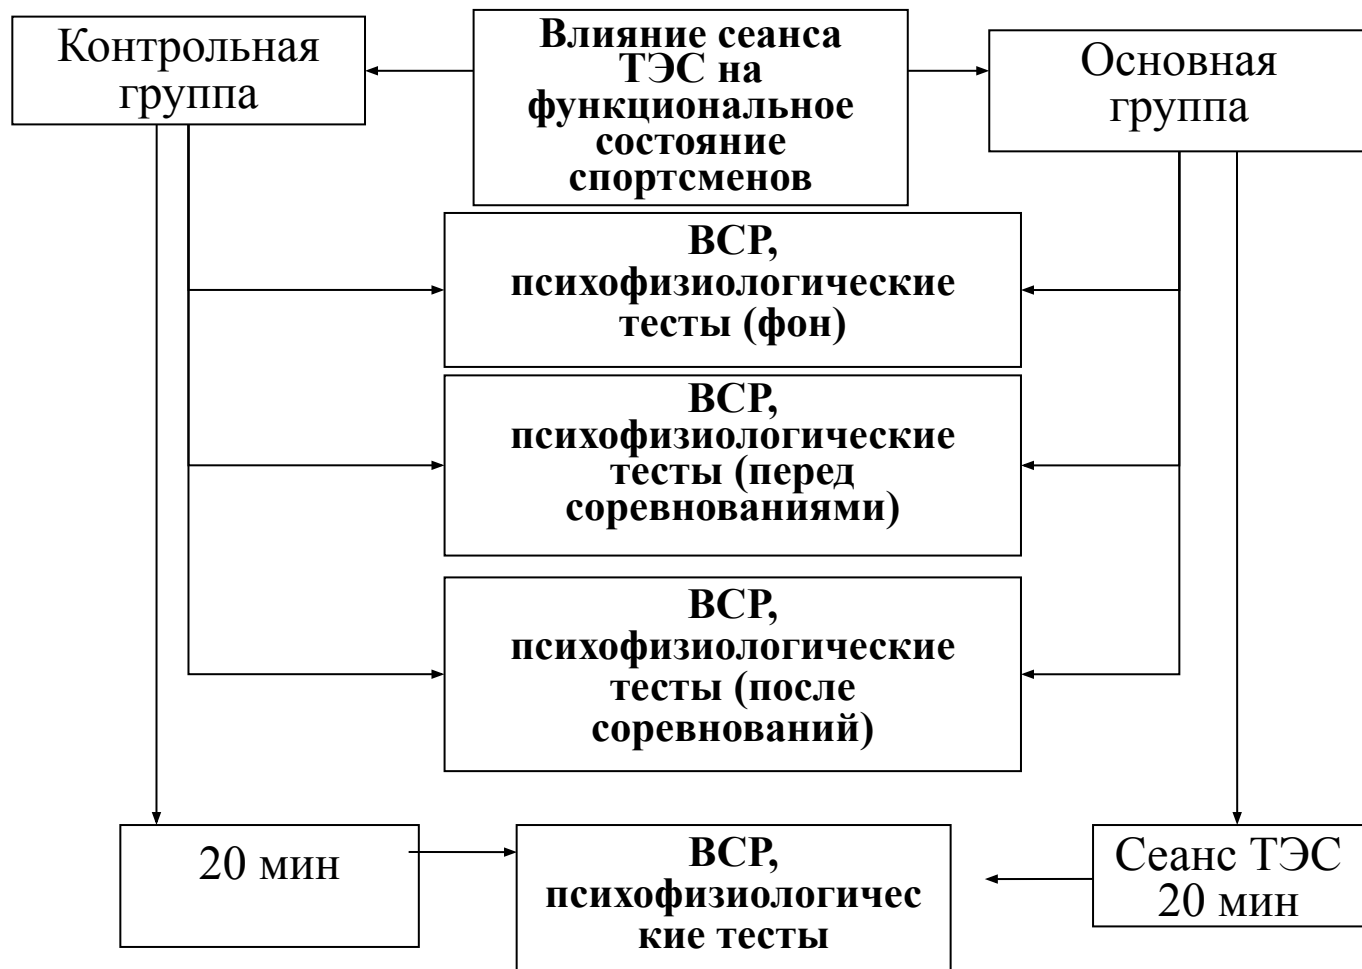 Контрольная
группа
Влияние сеанса
ТЭС на
функциональное
состояние
спортсменов
Основная
группа
ВСР,
психофизиологические
тесты (фон)
ВСР,
психофизиологические
тесты (перед
соревнованиями)
ВСР,
психофизиологические
тесты (после
соревнований)
20 мин
ВСР,
психофизиологичес
кие тесты
Сеанс ТЭС
20 мин